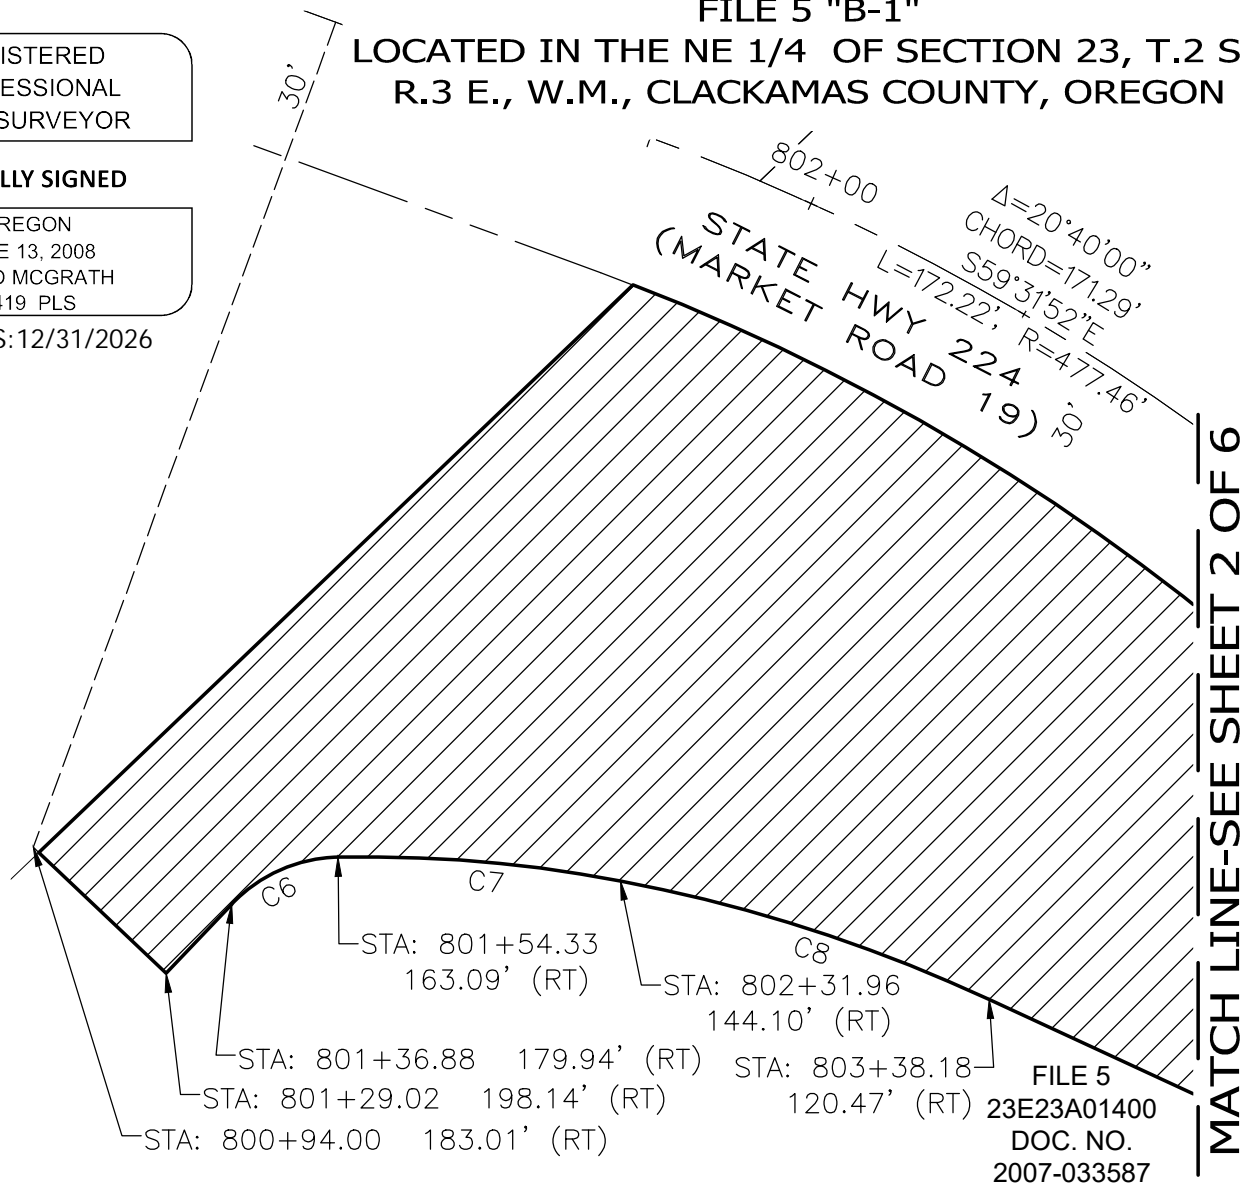 FILE 5 "B-1"
LOCATED IN THE NE 1/4 OF SECTION 23, T.2 S
R.3 E., W.M., CLACKAMAS COUNTY, OREGON
ISTERED
ESSIONAL
SURVEYOR
LLY SIGNED
REGON
E 13, 2008
D MCGRATH
419 PLS
S:12/31/2026
30'
802+00
Δ=20°40'00"
CHORD=171.29'
S59°31'52"E
L=172.22', R=477.46'
STATE HWY 224
(MARKET ROAD 19)
30'
C6
C7
C8
STA: 801+54.33
163.09' (RT)
STA: 802+31.96
144.10' (RT)
STA: 801+36.88 179.94' (RT)
STA: 803+38.18
120.47' (RT)
STA: 801+29.02 198.14' (RT)
STA: 800+94.00 183.01' (RT)
FILE 5
23E23A01400
DOC. NO.
2007-033587
MATCH LINE-SEE SHEET 2 OF 6